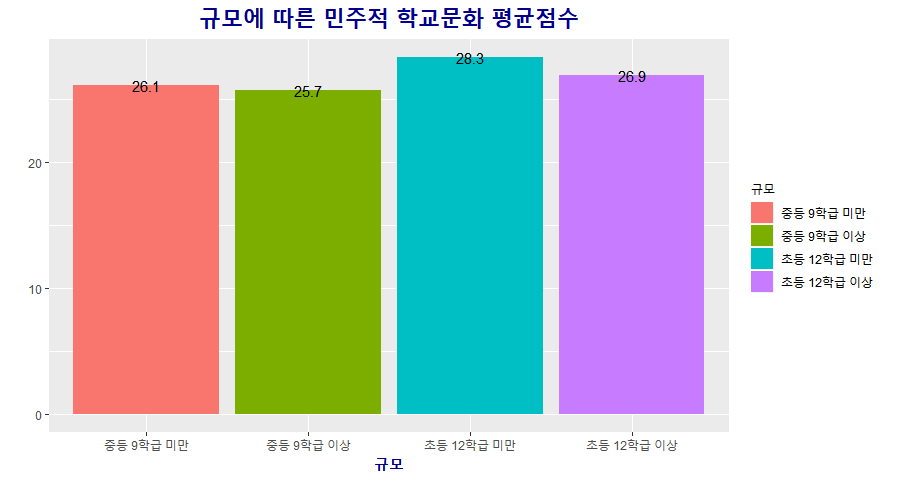 규모에 따른 민주적 학교문화 평균점수
26.1
25.7
28.3
26.9
20
10
0
중등 9학급 미만
중등 9학급 이상
초등 12학급 미만
초등 12학급 이상
규모
규모
중등 9학급 미만
중등 9학급 이상
초등 12학급 미만
초등 12학급 이상